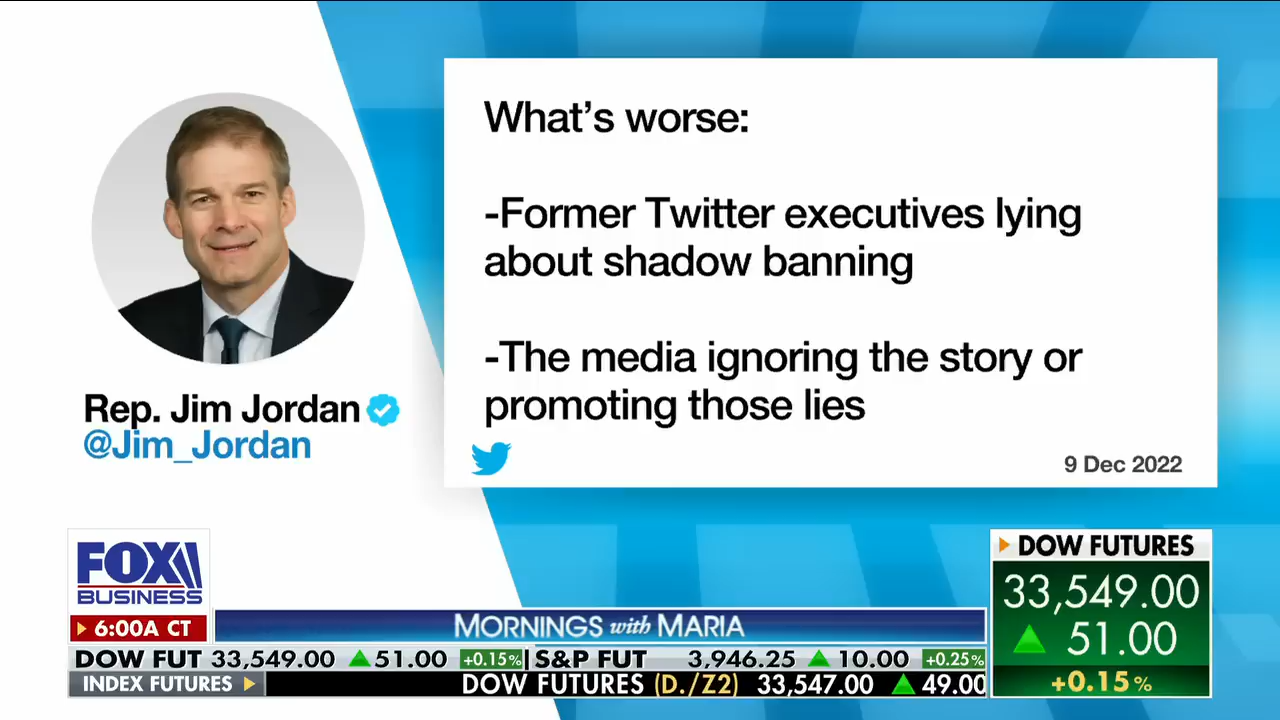 What's worse:
-Former Twitter executives lying
about shadow banning
-The media ignoring the story or
promoting those lies
9 Dec 2022
Rep. Jim Jordan
@Jim_Jordan
FOX
BUSINESS
6:00A CT
MORNINGS with MARIA
DOW FUTURES
33,549.00
51.00
+0.15%
DOW FUT 33,549.00 51.00 +0.15% S&P FUT 3,946.25 10.00 +0.25%
INDEX FUTURES DOW FUTURES (D./Z2) 33,547.00 49.00